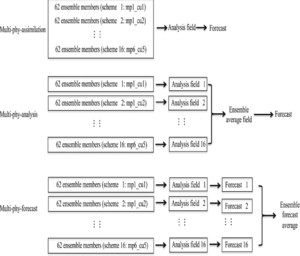 62 ensemble members (scheme 1: mp1_cu1)
62 ensemble members (scheme 2: mp1_cu2)
Multi-phy-assimilation
Analysis field
Forecast
⋮⋮
62 ensemble members (scheme 16: mp6_cu5)
62 ensemble members (scheme 1: mp1_cu1)
Analysis field 1
62 ensemble members (scheme 2: mp1_cu2)
Analysis field 2
Multi-phy-analysis
Ensemble
average field
Forecast
⋮⋮
⋮⋮
62 ensemble members (scheme 16: mp6_cu5)
Analysis field 16
62 ensemble members (scheme 1: mp1_cu1)
Analysis field 1
Forecast 1
62 ensemble members (scheme 2: mp1_cu2)
Analysis field 2
Forecast 2
Multi-phy-forecast
Ensemble
forecast
average
⋮⋮
⋮⋮
⋮⋮
62 ensemble members (scheme 16: mp6_cu5)
Analysis field 16
Forecast 16